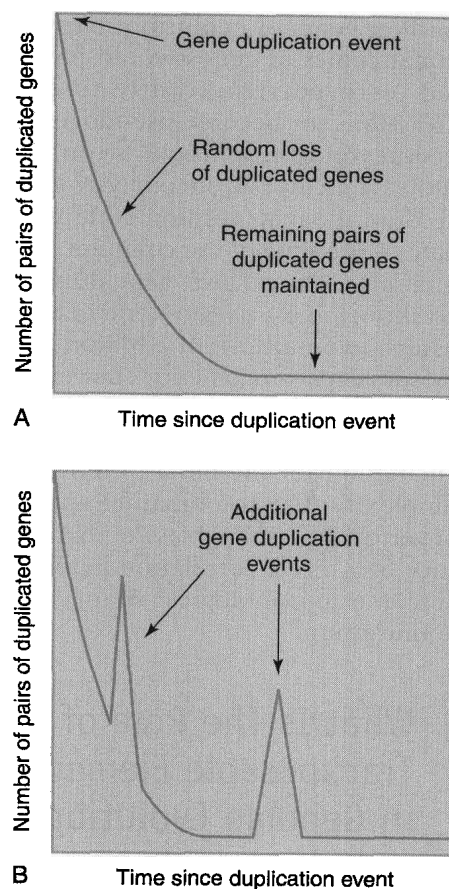 Number of pairs of duplicated genes
Gene duplication event
Random loss
of duplicated genes
Remaining pairs of
duplicated genes
maintained
A
Time since duplication event
Number of pairs of duplicated genes
Additional
gene duplication
events
B
Time since duplication event